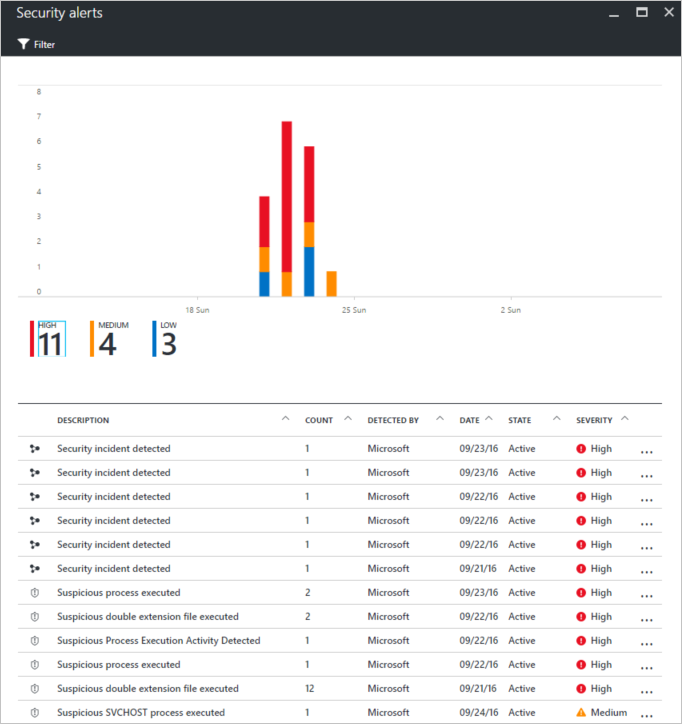 Security alerts
Filter
8
7
6
5
4
3
2
1
0
18 Sun 25 Sun 2 Sun
HIGH MEDIUM LOW
11 4 3
DESCRIPTION COUNT DETECTED BY DATE STATE SEVERITY
Security incident detected 1 Microsoft 09/23/16 Active High ...
Security incident detected 1 Microsoft 09/23/16 Active High ...
Security incident detected 1 Microsoft 09/22/16 Active High ...
Security incident detected 1 Microsoft 09/22/16 Active High ...
Security incident detected 1 Microsoft 09/22/16 Active High ...
Security incident detected 1 Microsoft 09/21/16 Active High ...
Suspicious process executed 2 Microsoft 09/23/16 Active High ...
Suspicious double extension file executed 2 Microsoft 09/22/16 Active High ...
Suspicious Process Execution Activity Detected 1 Microsoft 09/22/16 Active High ...
Suspicious process executed 1 Microsoft 09/22/16 Active High ...
Suspicious double extension file executed 12 Microsoft 09/21/16 Active High ...
Suspicious SVCHOST process executed 1 Microsoft 09/24/16 Active Medium ...